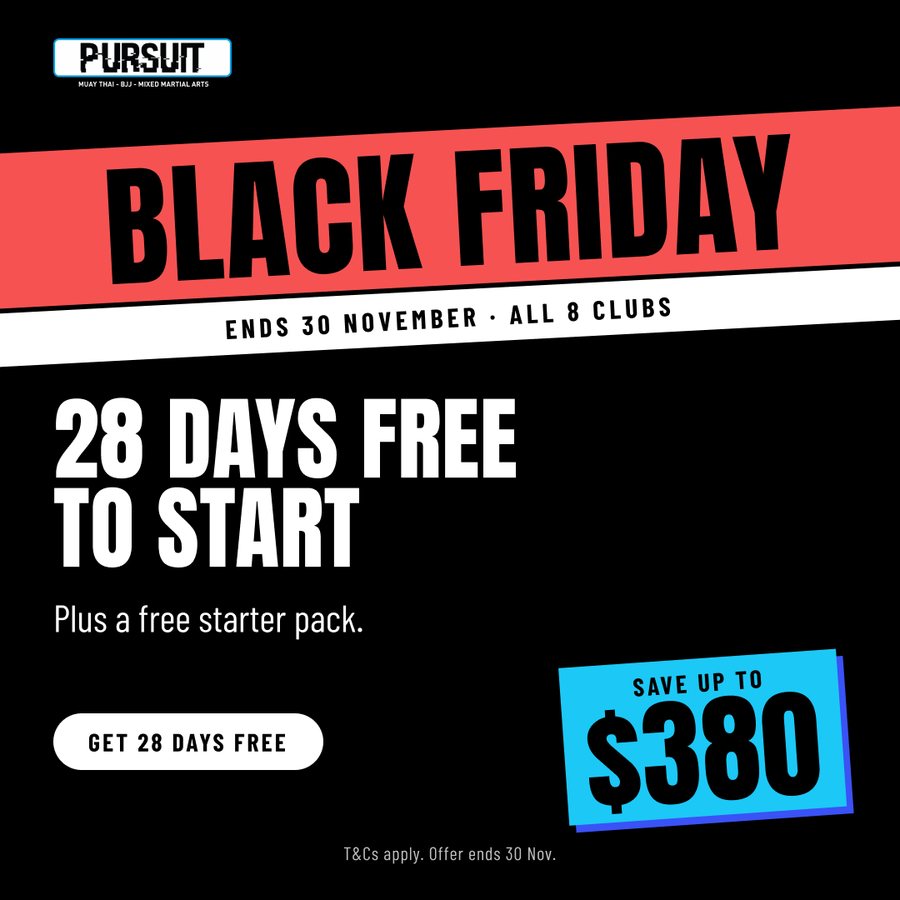 PURSUIT
MUAY THAI - BJJ - MIXED MARTIAL ARTS
BLACK FRIDAY
ENDS 30 NOVEMBER · ALL 8 CLUBS
28 DAYS FREE
TO START
Plus a free starter pack.
GET 28 DAYS FREE
SAVE UP TO
$380
T&Cs apply. Offer ends 30 Nov.